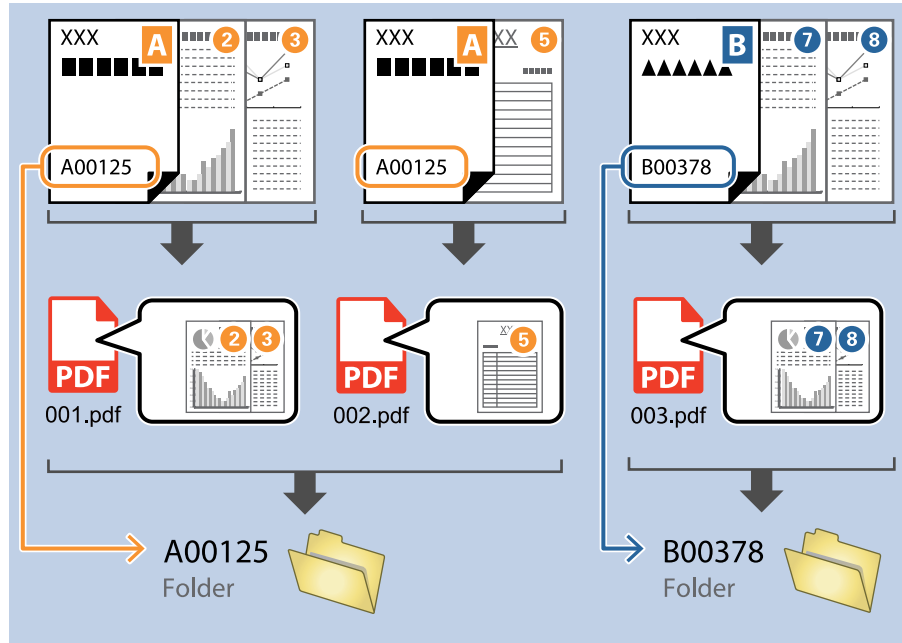 XXX
A
2
3
A00125
XXX
A
XX
5
A00125
XXX
B
7
8
B00378
PDF
2
3
001.pdf
PDF
5
002.pdf
PDF
7
8
003.pdf
A00125
Folder
B00378
Folder